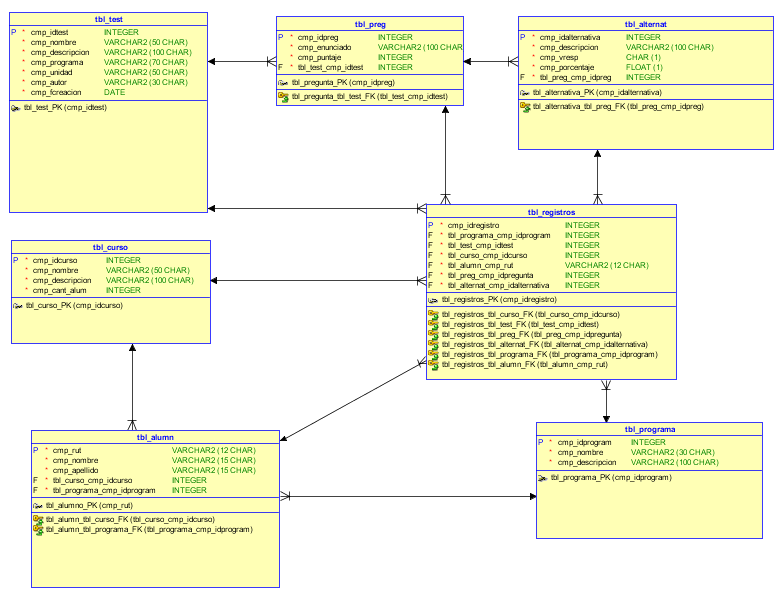 tbl_test
P * cmp_idtest INTEGER
* cmp_nombre VARCHAR2 (50 CHAR)
* cmp_descripcion VARCHAR2 (100 CHAR)
* cmp_programa VARCHAR2 (70 CHAR)
* cmp_unidad VARCHAR2 (50 CHAR)
* cmp_autor VARCHAR2 (30 CHAR)
* cmp_fcreacion DATE
tbl_test_PK (cmp_idtest)
tbl_preg
P * cmp_idpreg INTEGER
* cmp_enunciado VARCHAR2 (100 CHAR
* cmp_puntaje INTEGER
F * tbl_test_cmp_idtest INTEGER
tbl_pregunta_PK (cmp_idpreg)
tbl_pregunta_tbl_test_FK (tbl_test_cmp_idtest)
tbl_alternat
P * cmp_idalternativa INTEGER
* cmp_descripcion VARCHAR2 (100 CHAR)
* cmp_vresp CHAR (1)
* cmp_porcentaje FLOAT (1)
F * tbl_preg_cmp_idpreg INTEGER
tbl_alternativa_PK (cmp_idalternativa)
tbl_alternativa_tbl_preg_FK (tbl_preg_cmp_idpreg)
tbl_registros
P * cmp_idregistro INTEGER
F * tbl_programa_cmp_idprogram INTEGER
F * tbl_test_cmp_idtest INTEGER
F * tbl_curso_cmp_idcurso INTEGER
F * tbl_alumn_cmp_rut VARCHAR2 (12 CHAR)
F * tbl_preg_cmp_idpregunta INTEGER
F * tbl_alternat_cmp_idalternativa INTEGER
tbl_registros_PK (cmp_idregistro)
tbl_registros_tbl_curso_FK (tbl_curso_cmp_idcurso)
tbl_registros_tbl_test_FK (tbl_test_cmp_idtest)
tbl_registros_tbl_preg_FK (tbl_preg_cmp_idpregunta)
tbl_registros_tbl_alternat_FK (tbl_alternat_cmp_idalternativa)
tbl_registros_tbl_programa_FK (tbl_programa_cmp_idprogram)
tbl_registros_tbl_alumn_FK (tbl_alumn_cmp_rut)
tbl_curso
P * cmp_idcurso INTEGER
* cmp_nombre VARCHAR2 (50 CHAR)
* cmp_descripcion VARCHAR2 (100 CHAR)
* cmp_cant_alum INTEGER
tbl_curso_PK (cmp_idcurso)
tbl_alumn
P * cmp_rut VARCHAR2 (12 CHAR)
* cmp_nombre VARCHAR2 (15 CHAR)
* cmp_apellido VARCHAR2 (15 CHAR)
F * tbl_curso_cmp_idcurso INTEGER
F * tbl_programa_cmp_idprogram INTEGER
tbl_alumno_PK (cmp_rut)
tbl_alumn_tbl_curso_FK (tbl_curso_cmp_idcurso)
tbl_alumn_tbl_programa_FK (tbl_programa_cmp_idprogram)
tbl_programa
P * cmp_idprogram INTEGER
* cmp_nombre VARCHAR2 (30 CHAR)
* cmp_descripcion VARCHAR2 (100 CHAR)
tbl_programa_PK (cmp_idprogram)